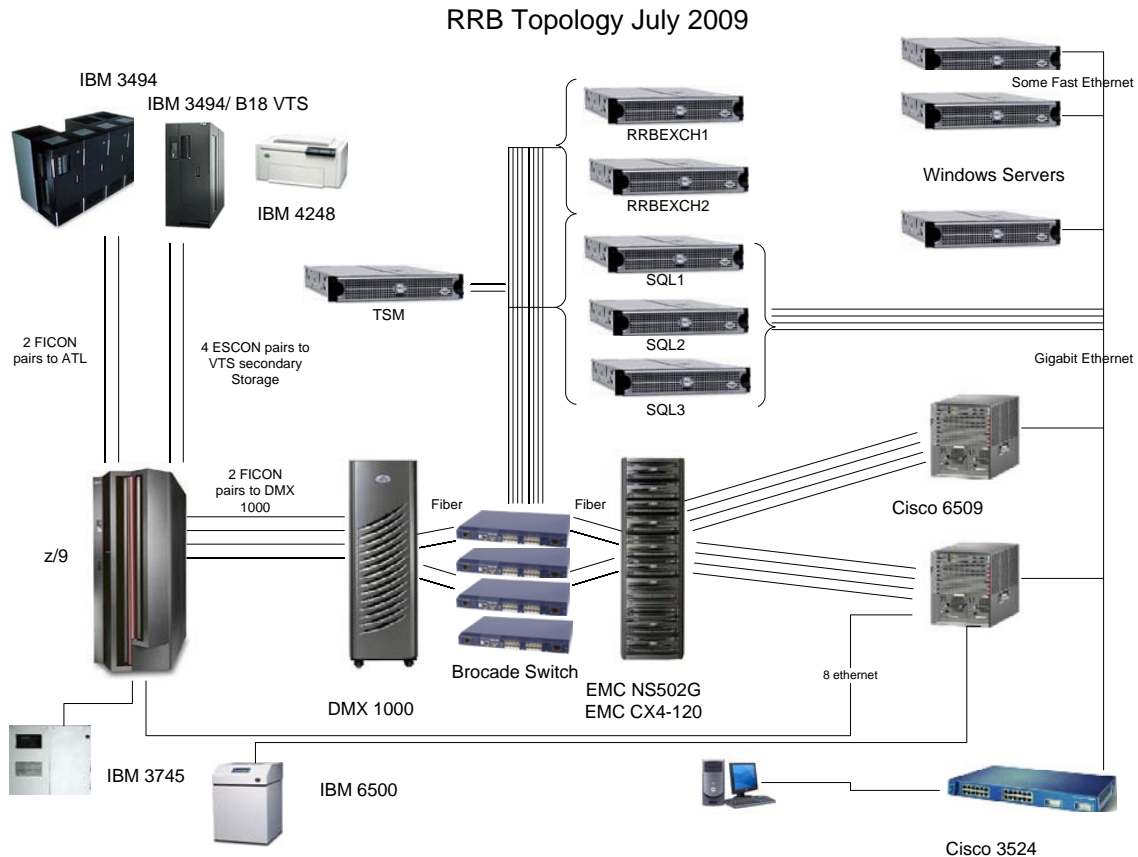 RRB Topology July 2009
IBM 3494
IBM 3494/ B18 VTS
IBM 4248
RRBEXCH1
RRBEXCH2
SQL1
SQL2
SQL3
TSM
Some Fast Ethernet
Windows Servers
Gigabit Ethernet
2 FICON
pairs to ATL
4 ESCON pairs to
VTS secondary
Storage
2 FICON
pairs to DMX
1000
Fiber
Fiber
Cisco 6509
z/9
Brocade Switch
8 ethernet
DMX 1000
EMC NS502G
EMC CX4-120
IBM 3745
IBM 6500
Cisco 3524